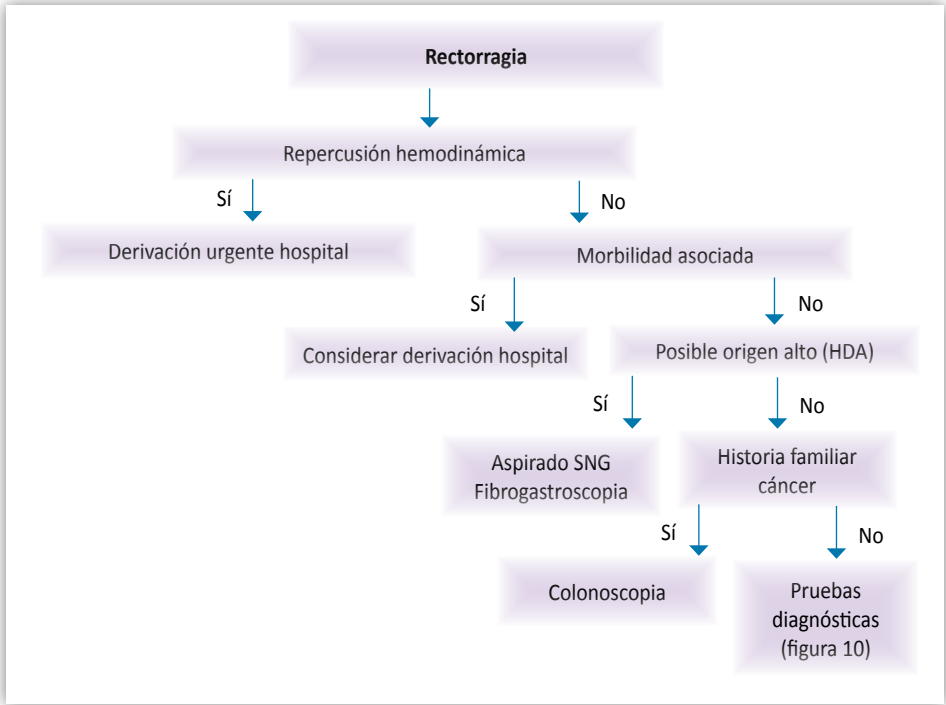 Rectorragia
Repercusión hemodinámica
Sí
No
Derivación urgente hospital
Morbilidad asociada
Sí
No
Considerar derivación hospital
Posible origen alto (HDA)
Sí
No
Aspirado SNG
Fibrogastroscopia
Historia familiar
cáncer
Sí
No
Colonoscopia
Pruebas
diagnósticas
(figura 10)